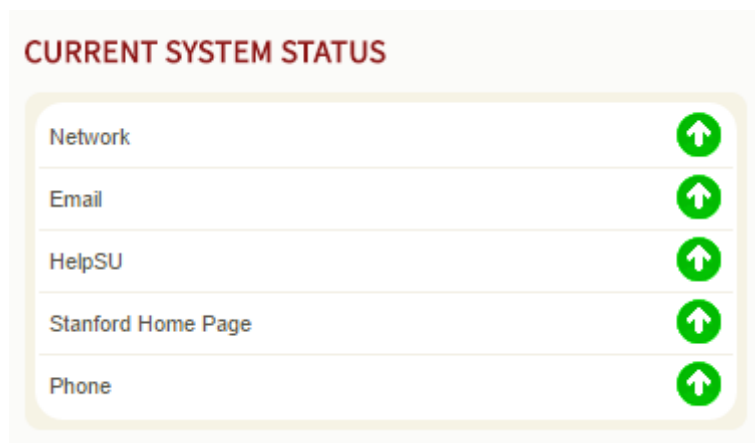 CURRENT SYSTEM STATUS
Network
Email
HelpSU
Stanford Home Page
Phone